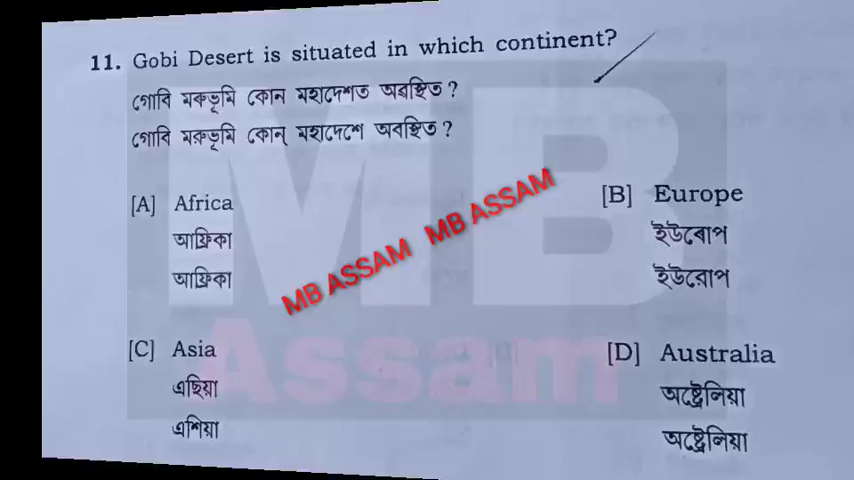 11. Gobi Desert is situated in which continent?
গোবি মৰুভূমি কোন মহাদেশত অৱস্থিত ?
গোবি মরুভূমি কোন্ মহাদেশে অবস্থিত ?
[A] Africa
আফ্রিকা
আফ্রিকা
[B] Europe
ইউৰোপ
ইউরোপ
MB ASSAM MB ASSAM
MB
Assam
[C] Asia
এছিয়া
এশিয়া
[D] Australia
অষ্ট্ৰেলিয়া
অষ্ট্রেলিয়া